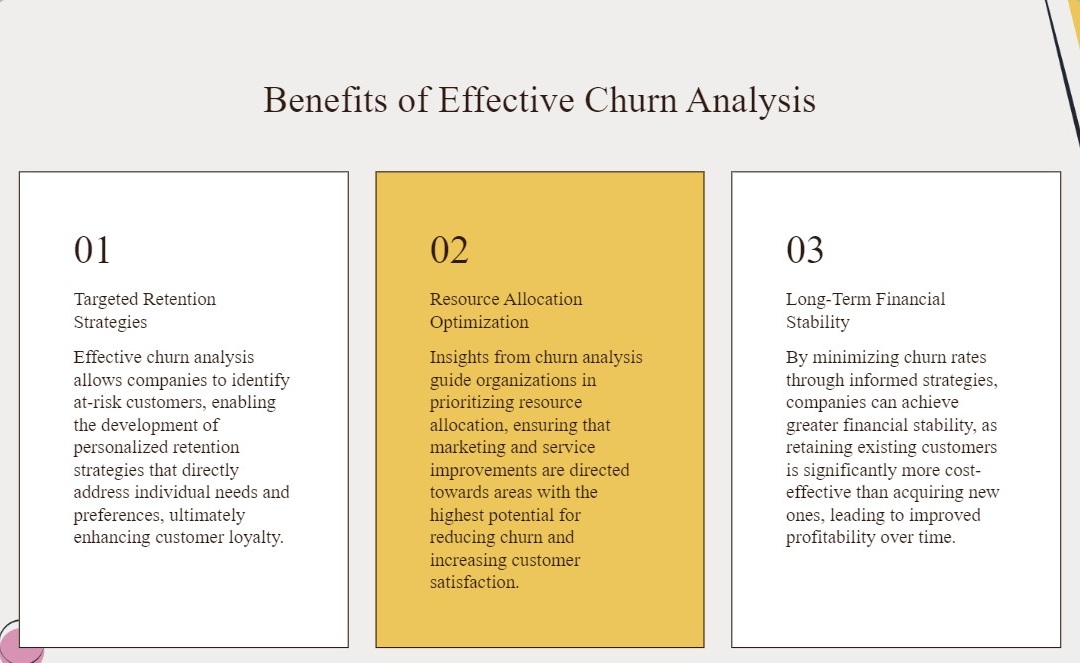 Benefits of Effective Churn Analysis
01
Targeted Retention
Strategies
Effective churn analysis
allows companies to identify
at-risk customers, enabling
the development of
personalized retention
strategies that directly
address individual needs and
preferences, ultimately
enhancing customer loyalty.
02
Resource Allocation
Optimization
Insights from churn analysis
guide organizations in
prioritizing resource
allocation, ensuring that
marketing and service
improvements are directed
towards areas with the
highest potential for
reducing churn and
increasing customer
satisfaction.
03
Long-Term Financial
Stability
By minimizing churn rates
through informed strategies,
companies can achieve
greater financial stability, as
retaining existing customers
is significantly more cost-
effective than acquiring new
ones, leading to improved
profitability over time.